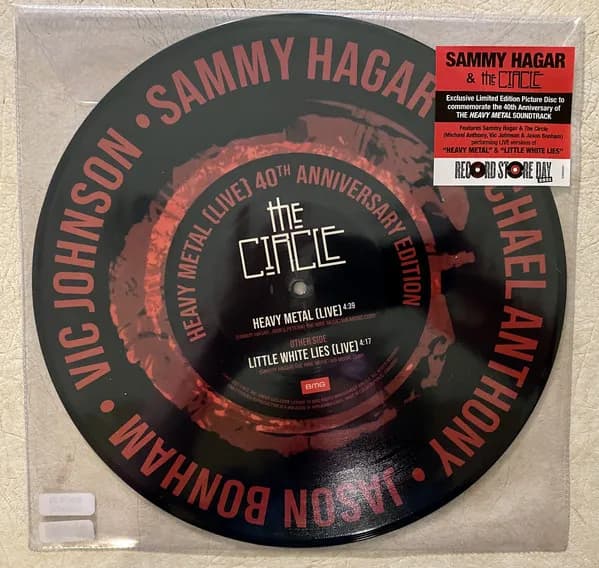 SAMMY HAGAR
& the CIRCLE
Exclusive Limited Edition Picture Disc to
commemorate the 40th Anniversary of
THE HEAVY METAL SOUNDTRACK
Features Sammy Hagar & The Circle
(Michael Anthony, Vic Johnson & Jason Bonham)
performing LIVE versions of
"HEAVY METAL" & "LITTLE WHITE LIES"
RECORD STORE DAY
• SAMMY HAGAR
CHAEL ANTHONY
• JASON BONHAM
• VIC JOHNSON
HEAVY METAL (LIVE) 40TH ANNIVERSARY EDITION
the
CIRCLE
HEAVY METAL (LIVE) 4:39
OTHER SIDE
LITTLE WHITE LIES (LIVE) 4:17
BMG